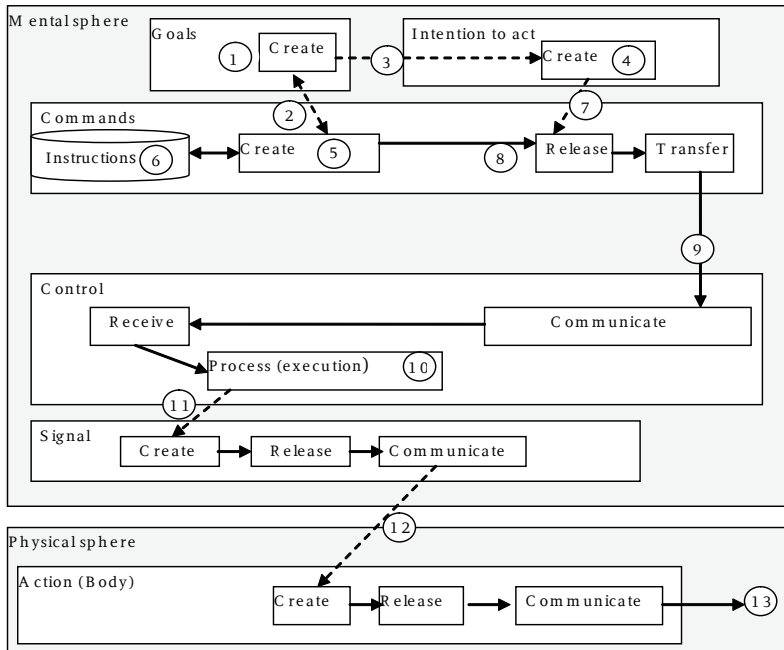 Mental sphere
Goals
Create
1
3
Intention to act
Create
4
2
7
Commands
Instructions 6
Create 5
8
Release
Transfer
9
Control
Receive
Communicate
Process (execution) 10
11
Signal
Create
Release
Communicate
12
Physical sphere
Action (Body)
Create
Release
Communicate
13